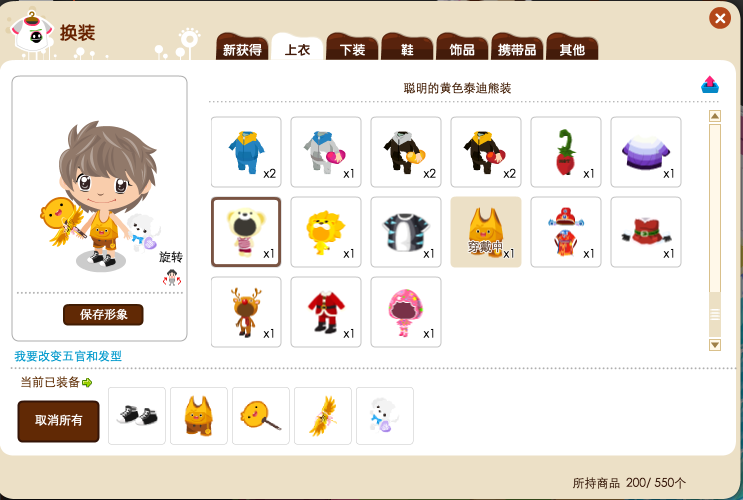 换装
新获得 上衣 下装 鞋 饰品 携带品 其他
聪明的黄色泰迪熊装
x2 x1 x2 x2 x1 x1
x1 x1 x1 穿戴中 x1 x1 x1
旋转
x1 x1 x1
保存形象
我要改变五官和发型
当前已装备
取消所有
所持商品 200/ 550个